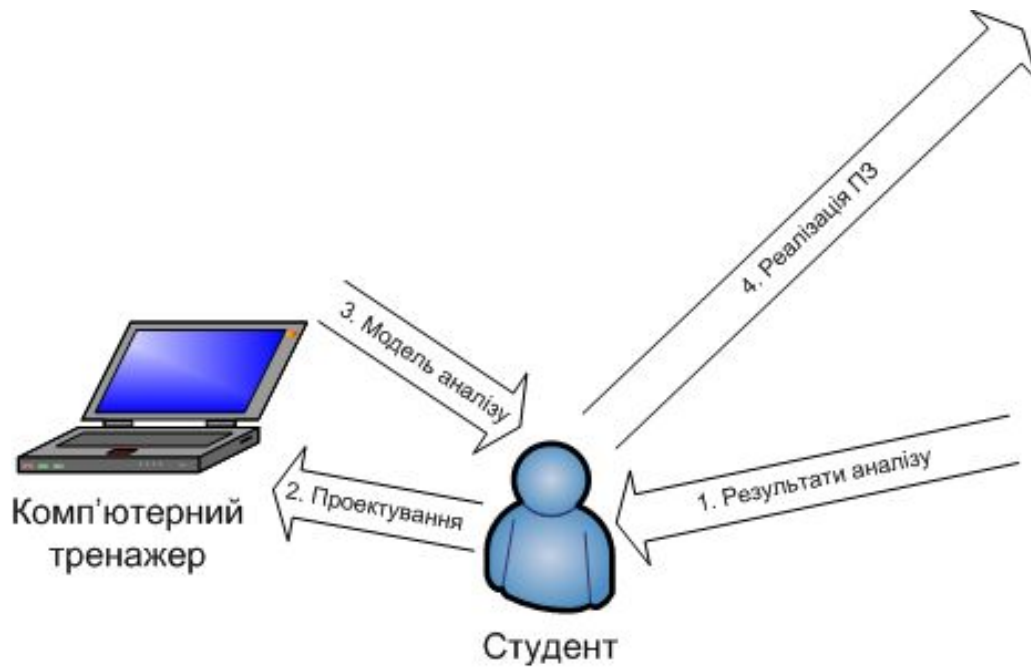 4. Реалізація ПЗ
3. Модель аналізу
1. Результати аналізу
2. Проектування
Комп'ютерний
тренажер
Студент